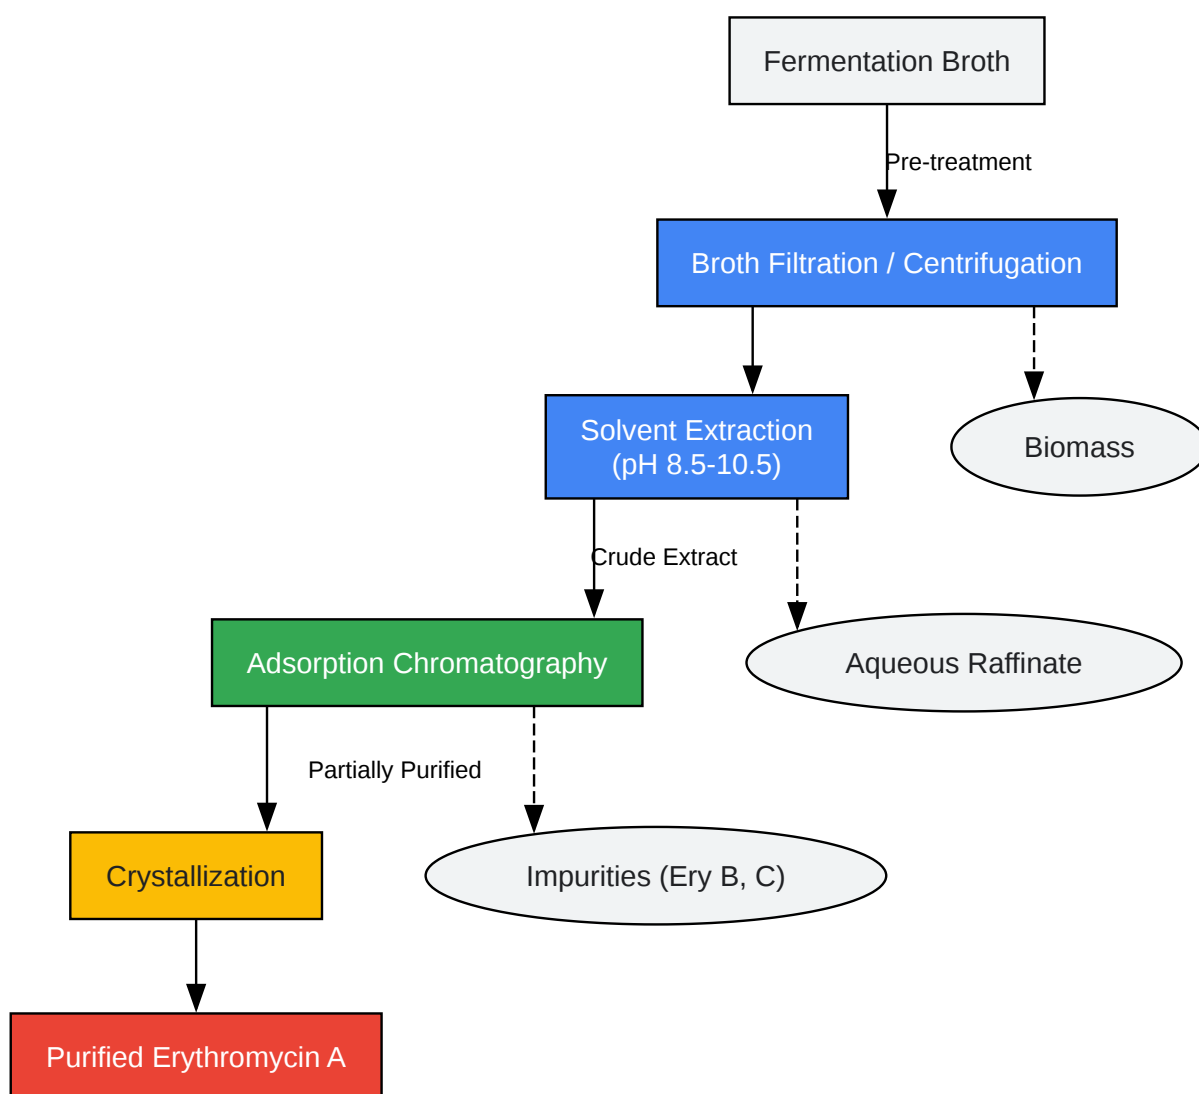 Fermentation Broth
Pre-treatment
Broth Filtration / Centrifugation
Solvent Extraction
(pH 8.5-10.5)
Biomass
Crude Extract
Adsorption Chromatography
Aqueous Raffinate
Partially Purified
Crystallization
Impurities (Ery B, C)
Purified Erythromycin A